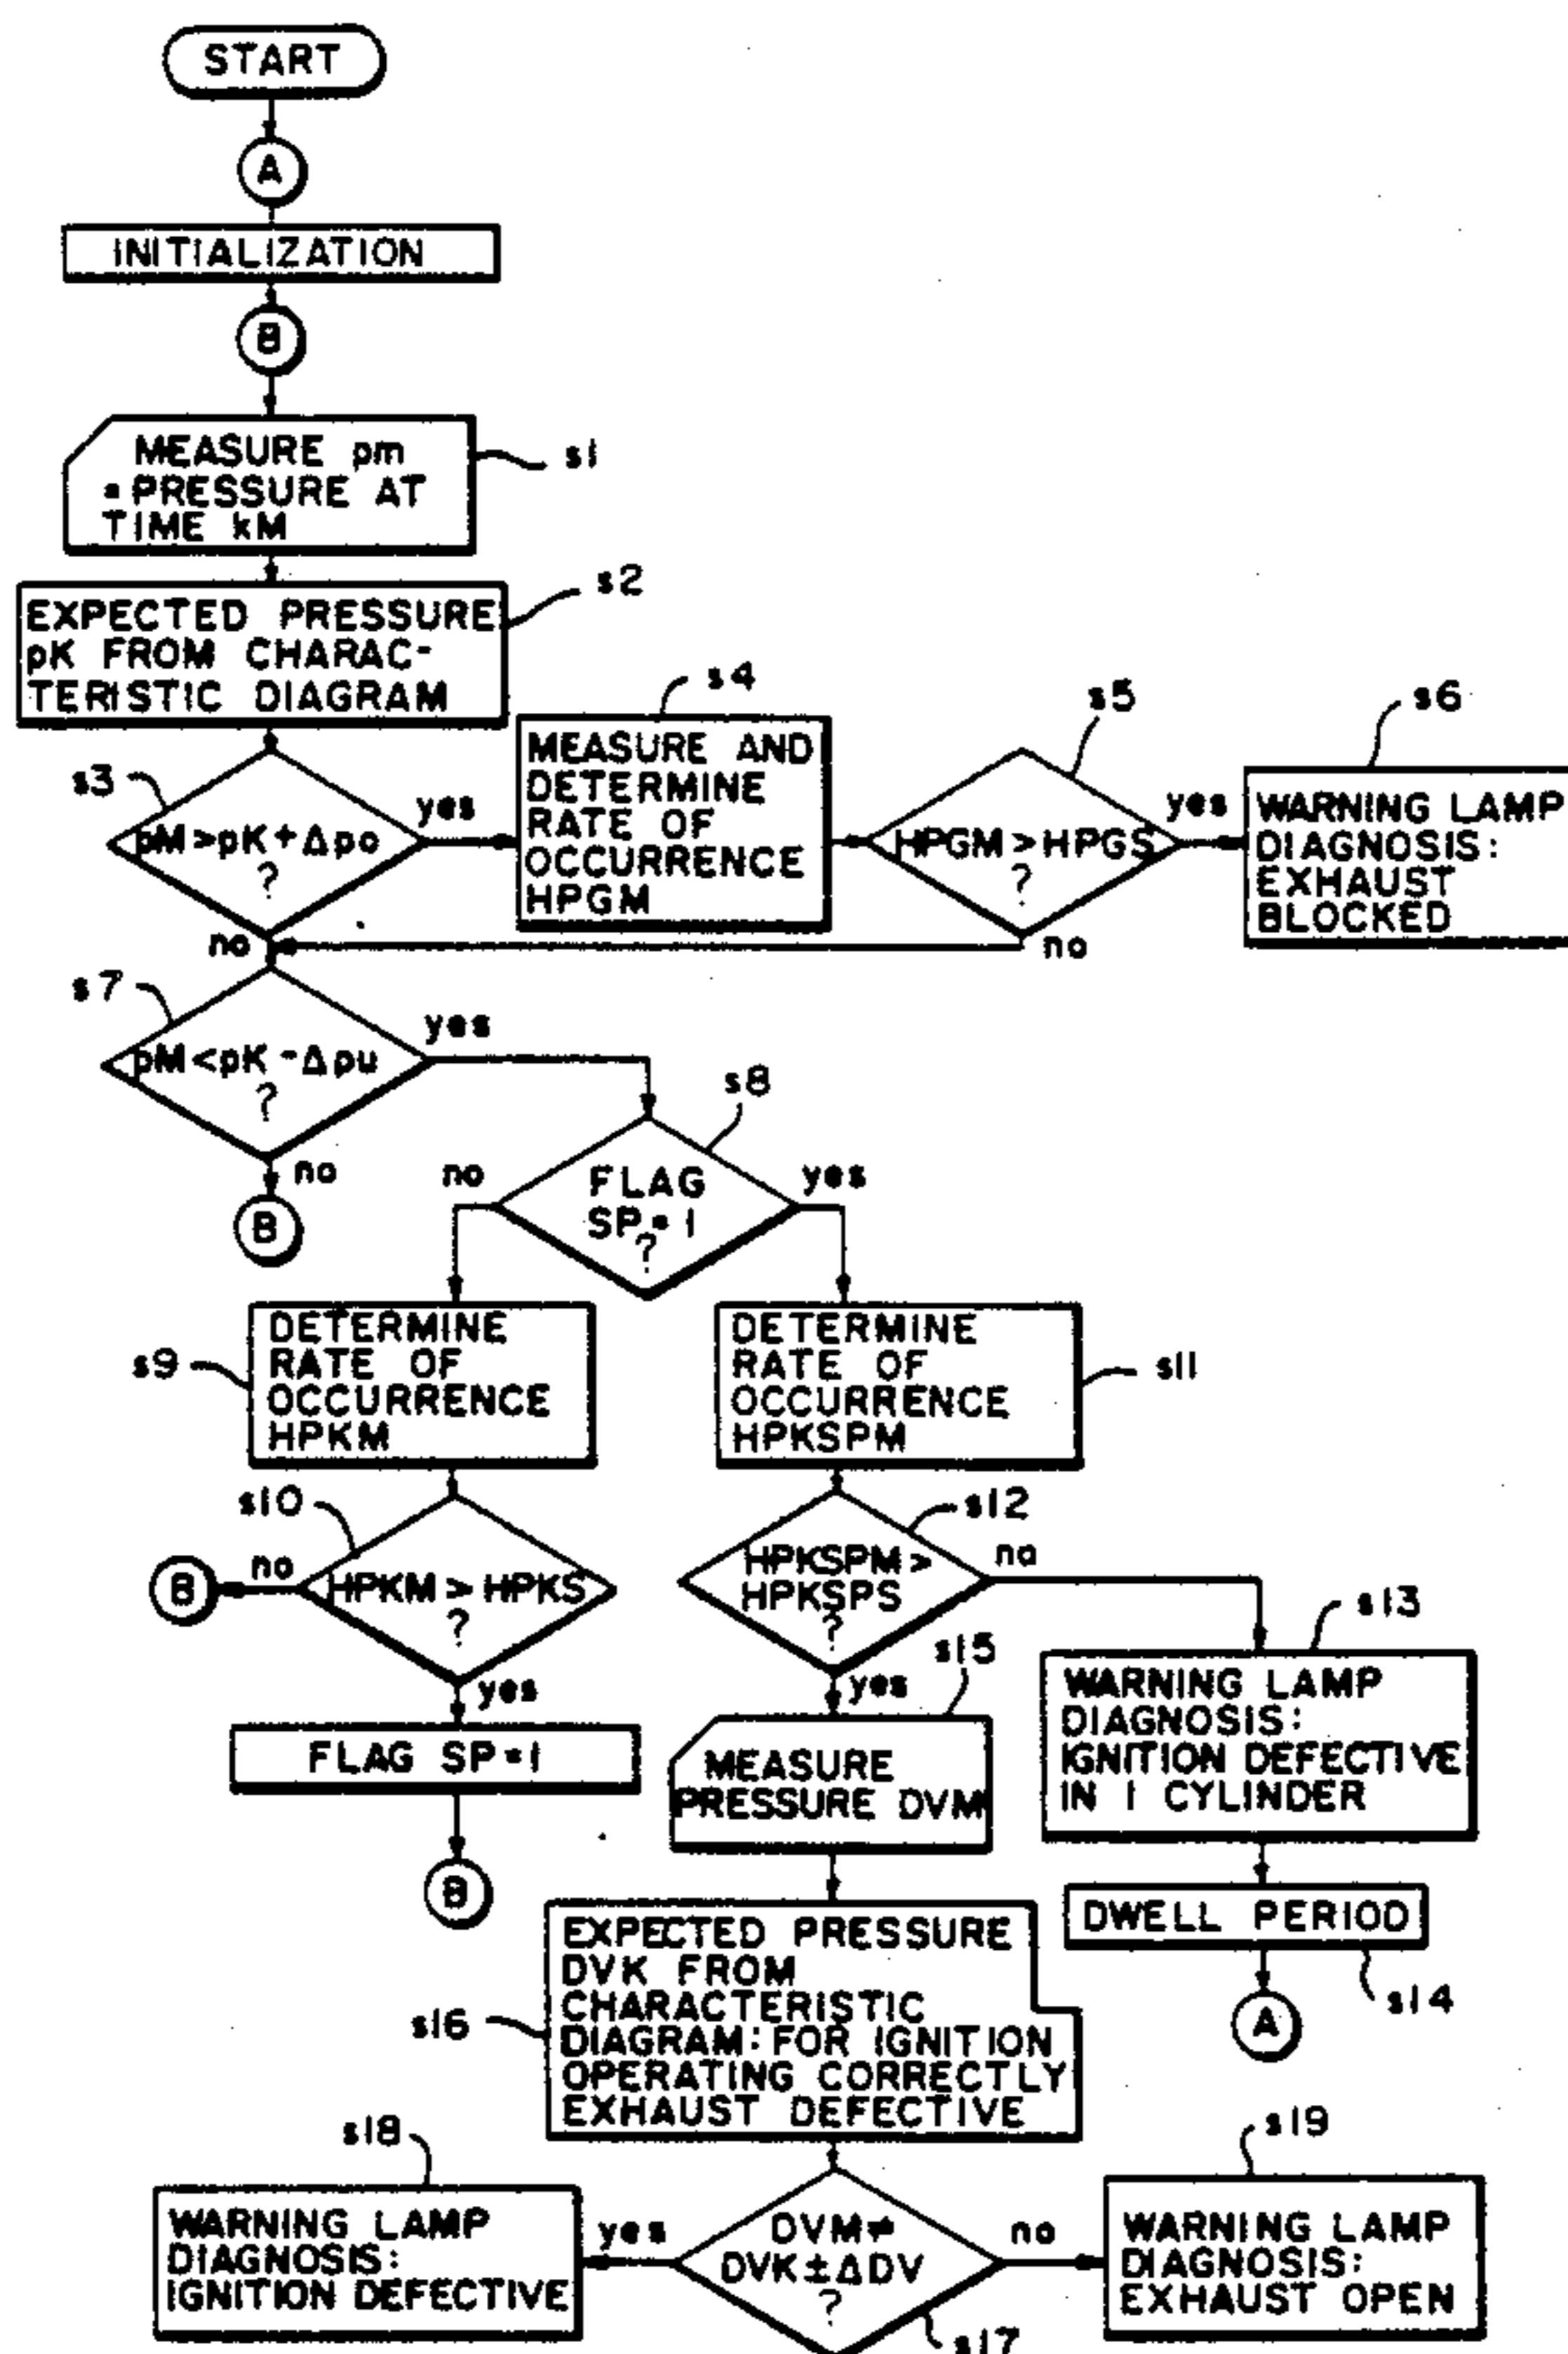 START
A
INITIALIZATION
B
MEASURE pm
= PRESSURE AT
TIME kM
s1
EXPECTED PRESSURE
pK FROM CHARAC-
TERISTIC DIAGRAM
s2
s3
pM>pK+Δpo
?
yes
no
s4
MEASURE AND
DETERMINE
RATE OF
OCCURRENCE
HPGM
s5
HPGM>HPGS
?
yes
no
s6
WARNING LAMP
DIAGNOSIS:
EXHAUST
BLOCKED
s7
pM<pK-Δpu
?
yes
no
B
s8
FLAG
SP=1
?
no
yes
s9
DETERMINE
RATE OF
OCCURRENCE
HPKM
DETERMINE
RATE OF
OCCURRENCE
HPKSPM
s11
s10
HPKM > HPKS
?
no
B
yes
FLAG SP=1
B
s12
HPKSPM >
HPKSPS
?
no
yes
s13
WARNING LAMP
DIAGNOSIS:
IGNITION DEFECTIVE
IN 1 CYLINDER
DWELL PERIOD
s14
A
s15
MEASURE
PRESSURE DVM
s16
EXPECTED PRESSURE
DVK FROM
CHARACTERISTIC
DIAGRAM: FOR IGNITION
OPERATING CORRECTLY
EXHAUST DEFECTIVE
s17
DVM≠
DVK±ΔDV
?
yes
no
s18
WARNING LAMP
DIAGNOSIS:
IGNITION DEFECTIVE
s19
WARNING LAMP
DIAGNOSIS:
EXHAUST OPEN